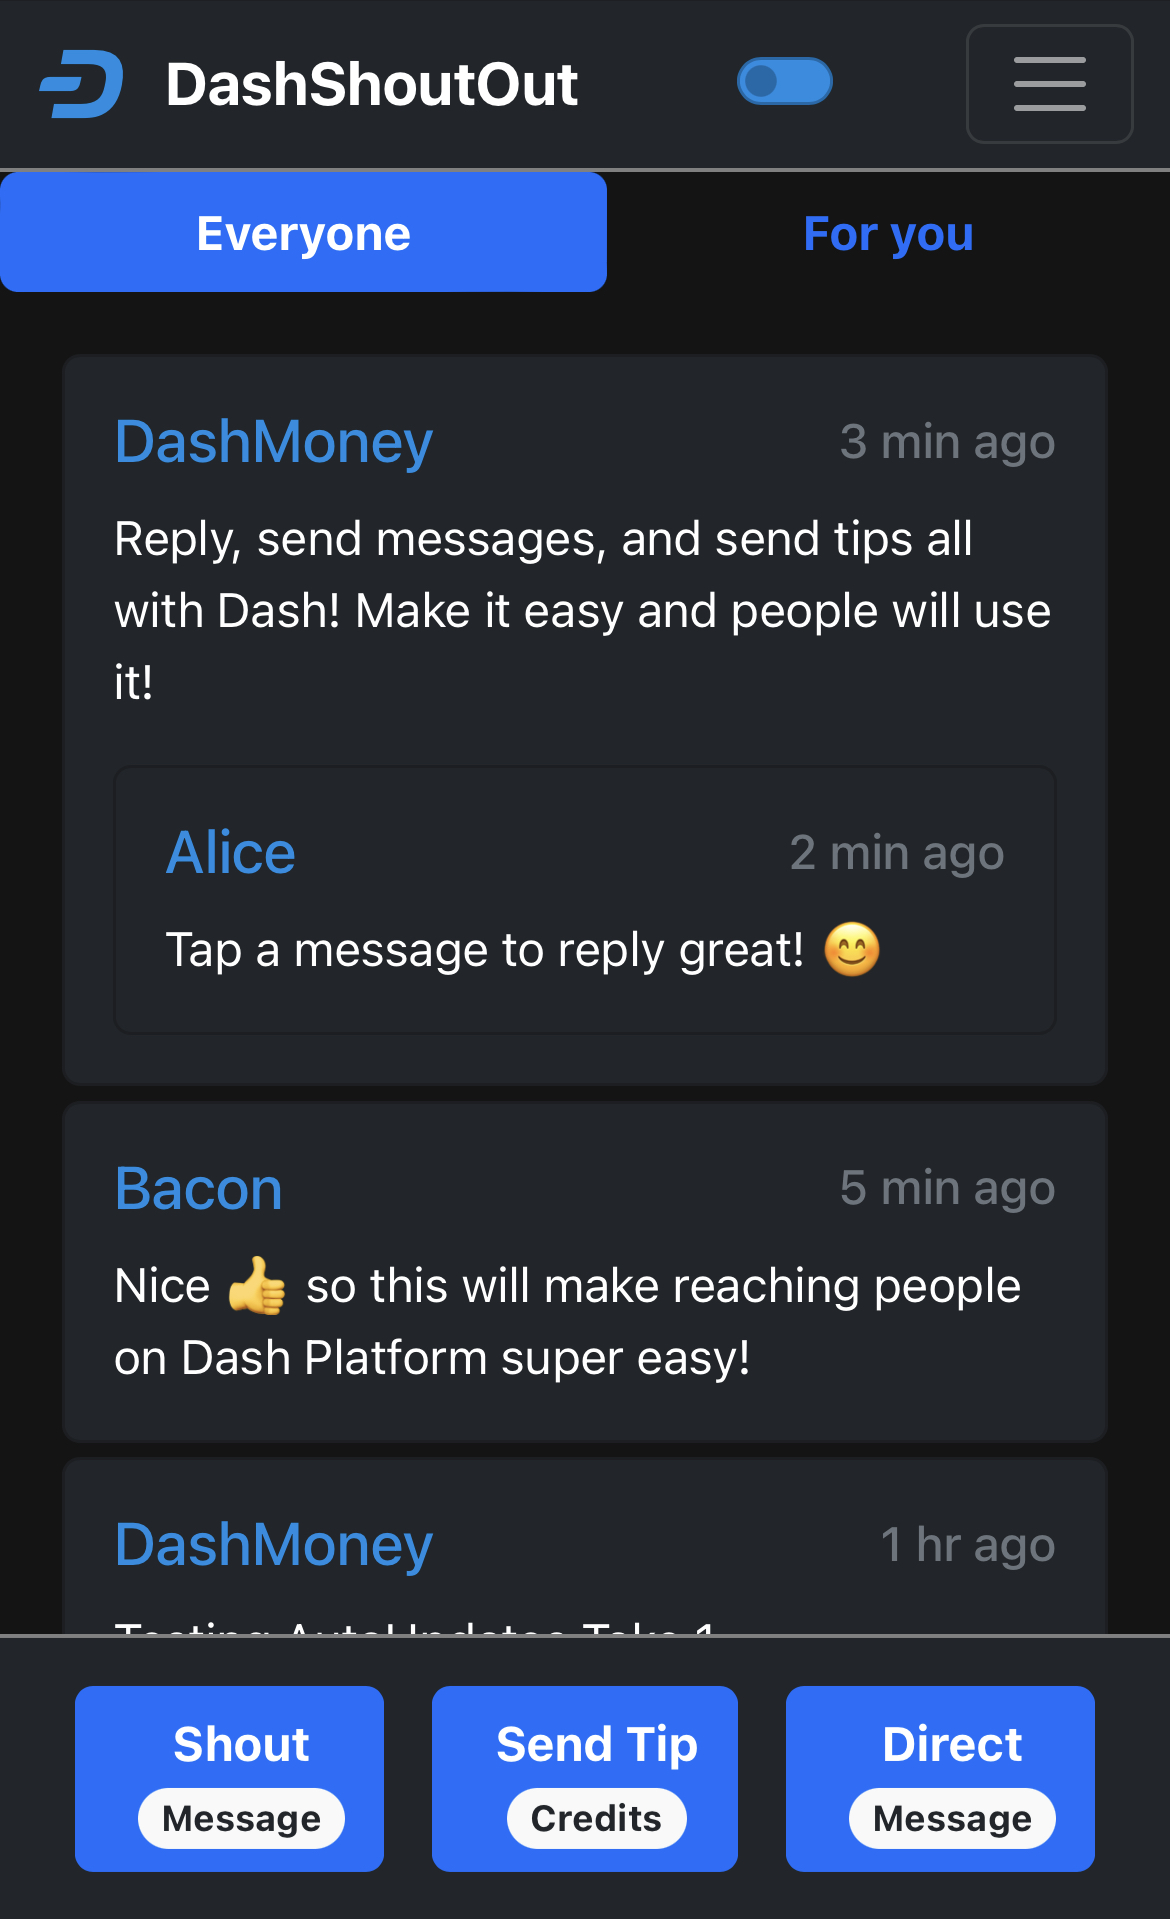 DashShoutOut
Everyone
For you
DashMoney
3 min ago
Reply, send messages, and send tips all
with Dash! Make it easy and people will use
it!
Alice
2 min ago
Tap a message to reply great! 😊
Bacon
5 min ago
Nice 👍 so this will make reaching people
on Dash Platform super easy!
DashMoney
1 hr ago
Shout
Message
Send Tip
Credits
Direct
Message